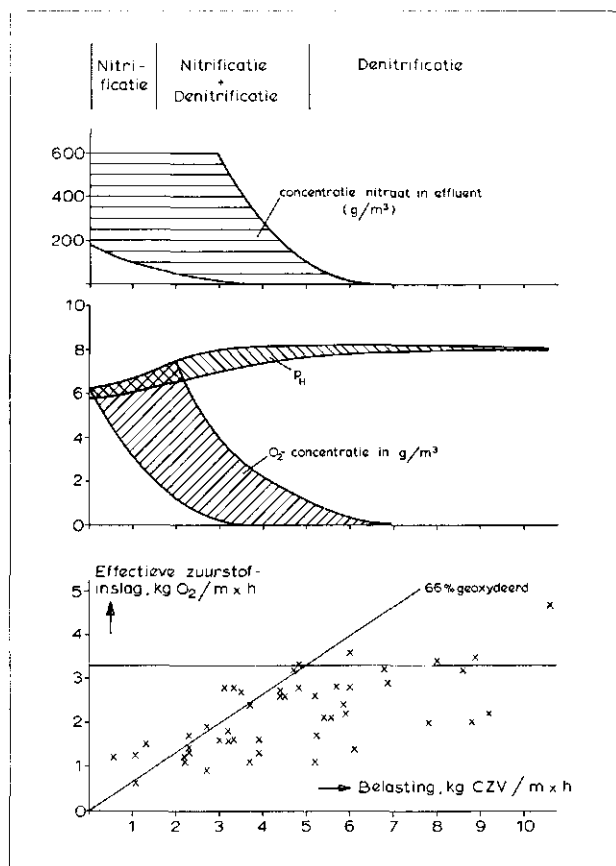 Nitri-
ficatie
Nitrificatie
+
Denitrificatie
Denitrificatie
600
400
200
concentratie nitraat in effluent
(g/m³)
10
8
6
4
2
0
PH
O₂-concentratie in g/m³
Effectieve zuurstof-
inslag, kg O₂/m x h
5
4
3
2
1
0
66% geoxydeerd
Belasting, kg CZV/m x h
1 2 3 4 5 6 7 8 9 10